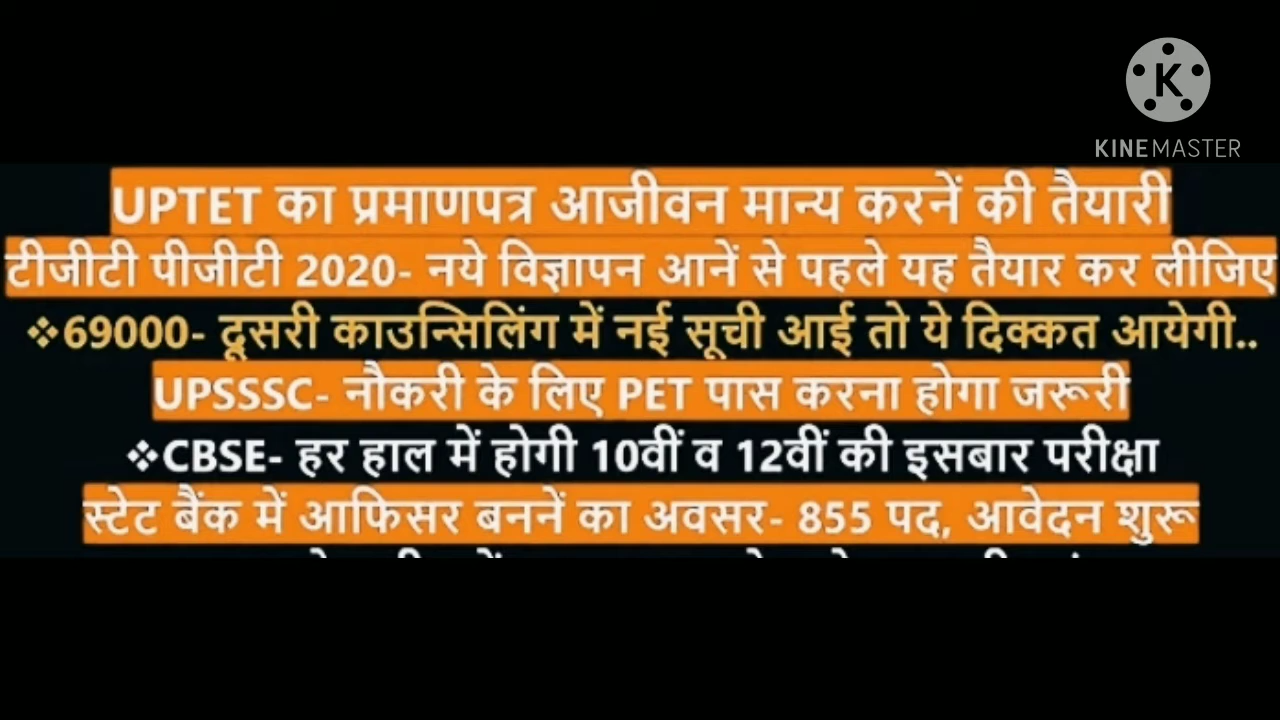 KINEMASTER
UPTET का प्रमाणपत्र आजीवन मान्य करनें की तैयारी
टीजीटी पीजीटी 2020- नये विज्ञापन आनें से पहले यह तैयार कर लीजिए
❖69000- दूसरी काउन्सिलिंग में नई सूची आई तो ये दिक्कत आयेगी..
UPSSSC- नौकरी के लिए PET पास करना होगा जरूरी
❖CBSE- हर हाल में होगी 10वीं व 12वीं की इसबार परीक्षा
स्टेट बैंक में आफिसर बननें का अवसर- 855 पद, आवेदन शुरू